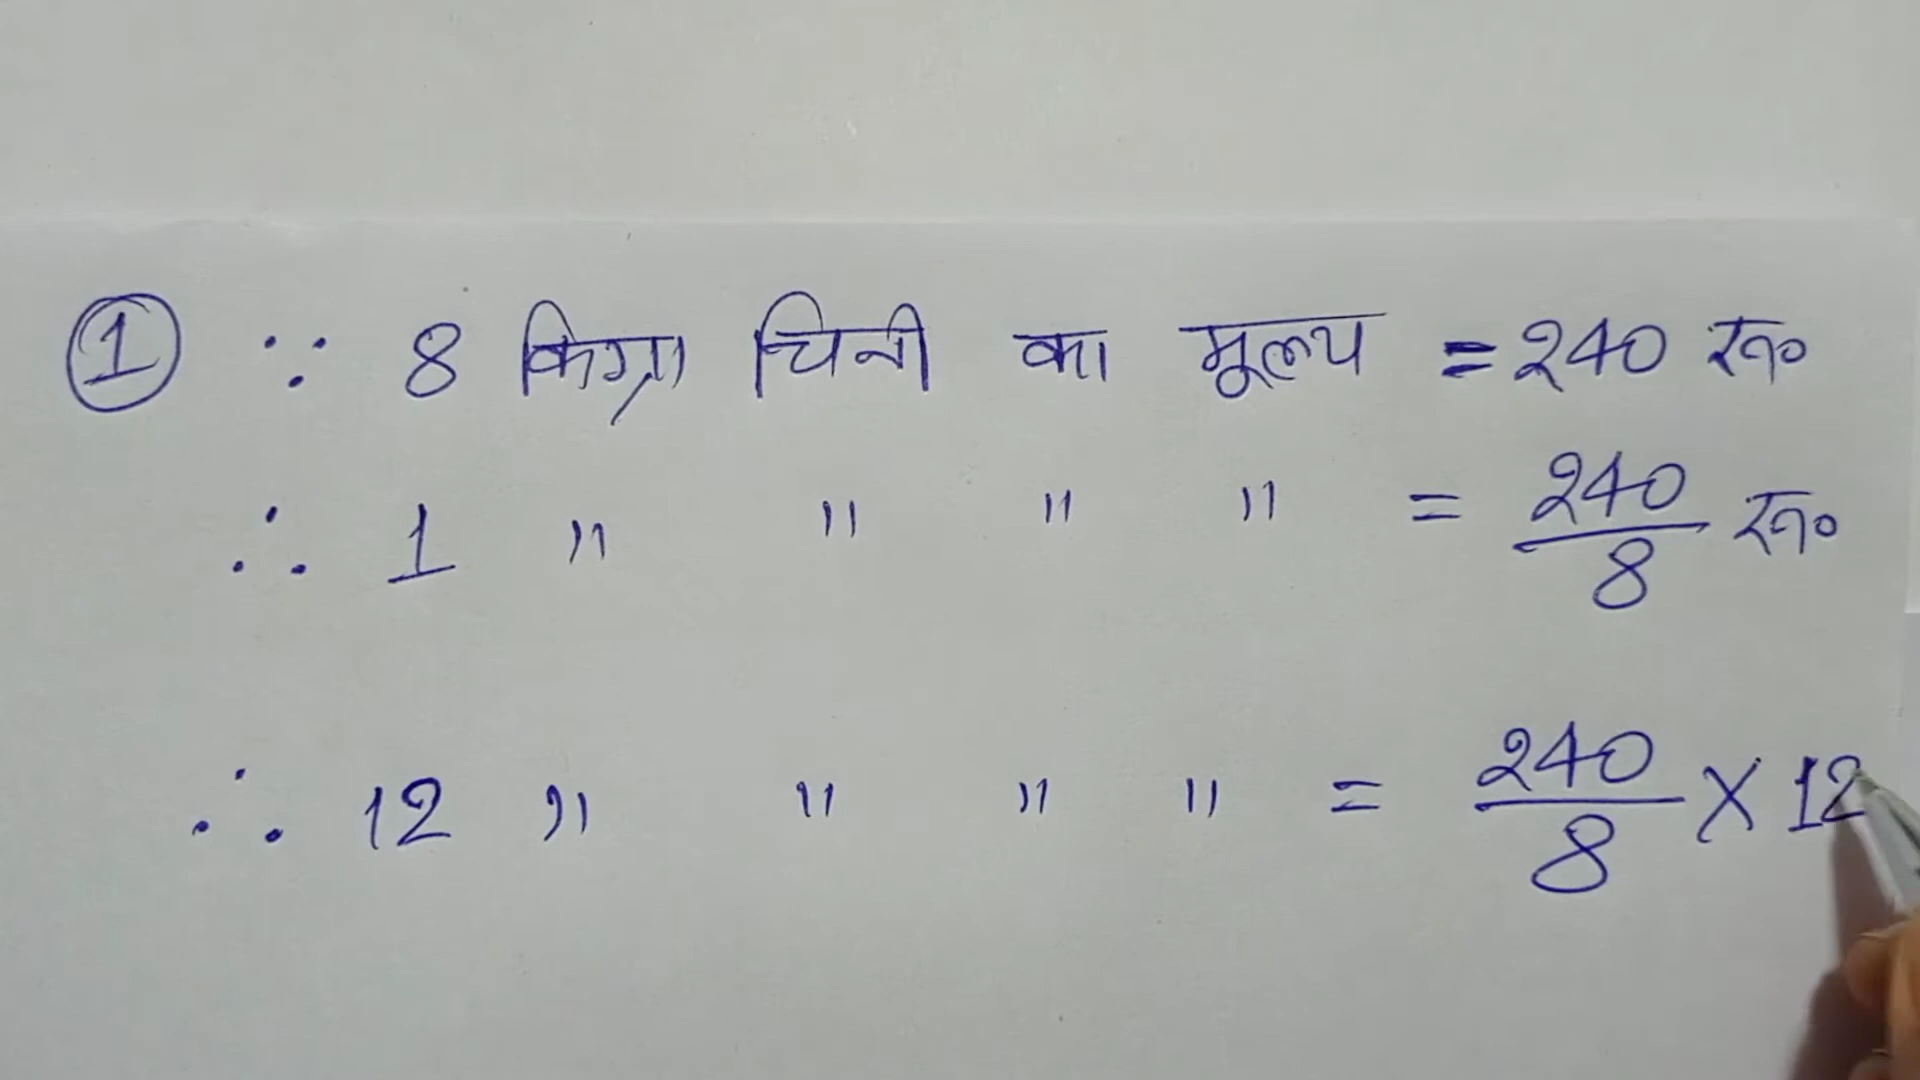 ① ∵ 8 किग्रा चिनी का मूल्य = 240 रू०
∴ 1 " " " " = 240/8 रू०
∴ 12 " " " " = 240/8 × 12